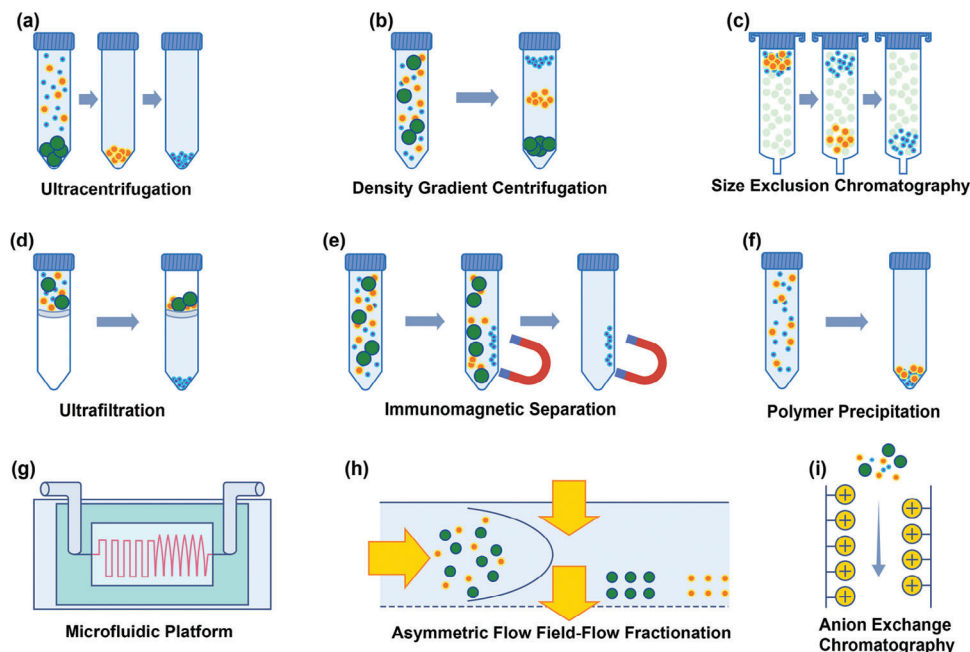 (a)
(b)
(c)
Ultracentrifugation
Density Gradient Centrifugation
Size Exclusion Chromatography
(d)
(e)
(f)
Ultrafiltration
Immunomagnetic Separation
Polymer Precipitation
(g)
(h)
(i)
Microfluidic Platform
Asymmetric Flow Field-Flow Fractionation
Anion Exchange
Chromatography